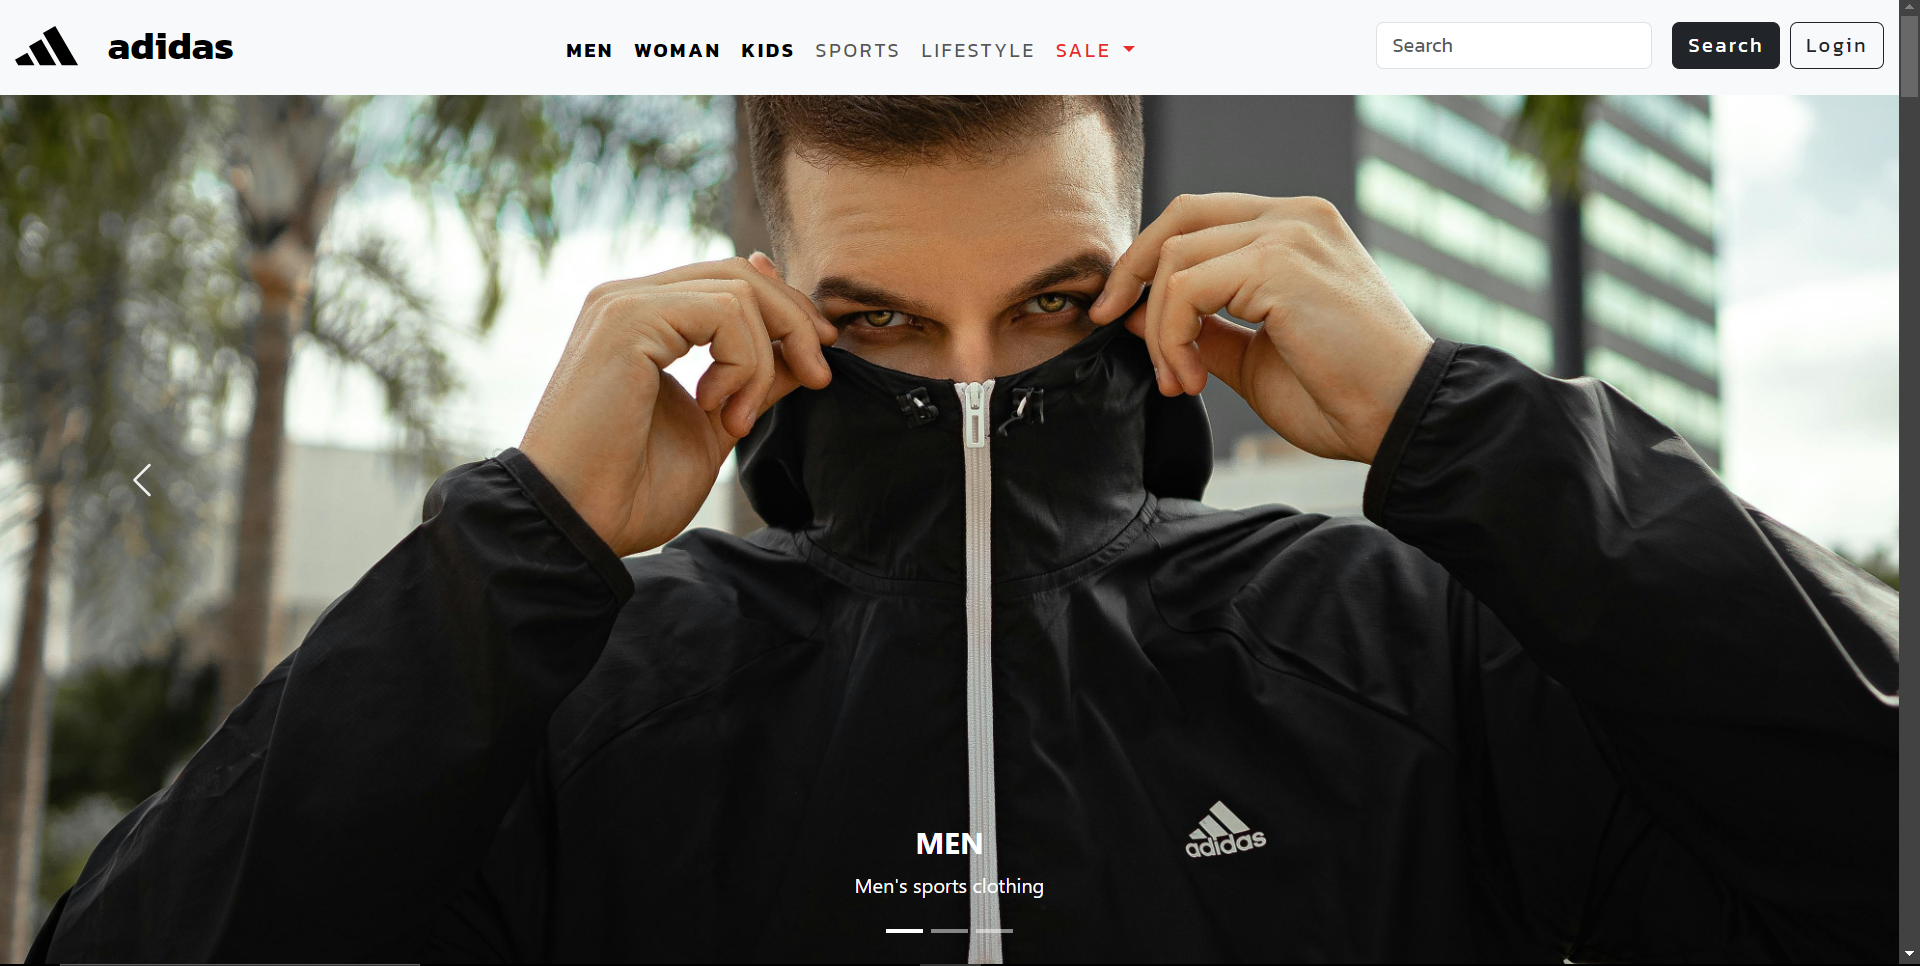 adidas
MEN WOMAN KIDS SPORTS LIFESTYLE SALE
Search
Search
Login
adidas
MEN
Men's sports clothing